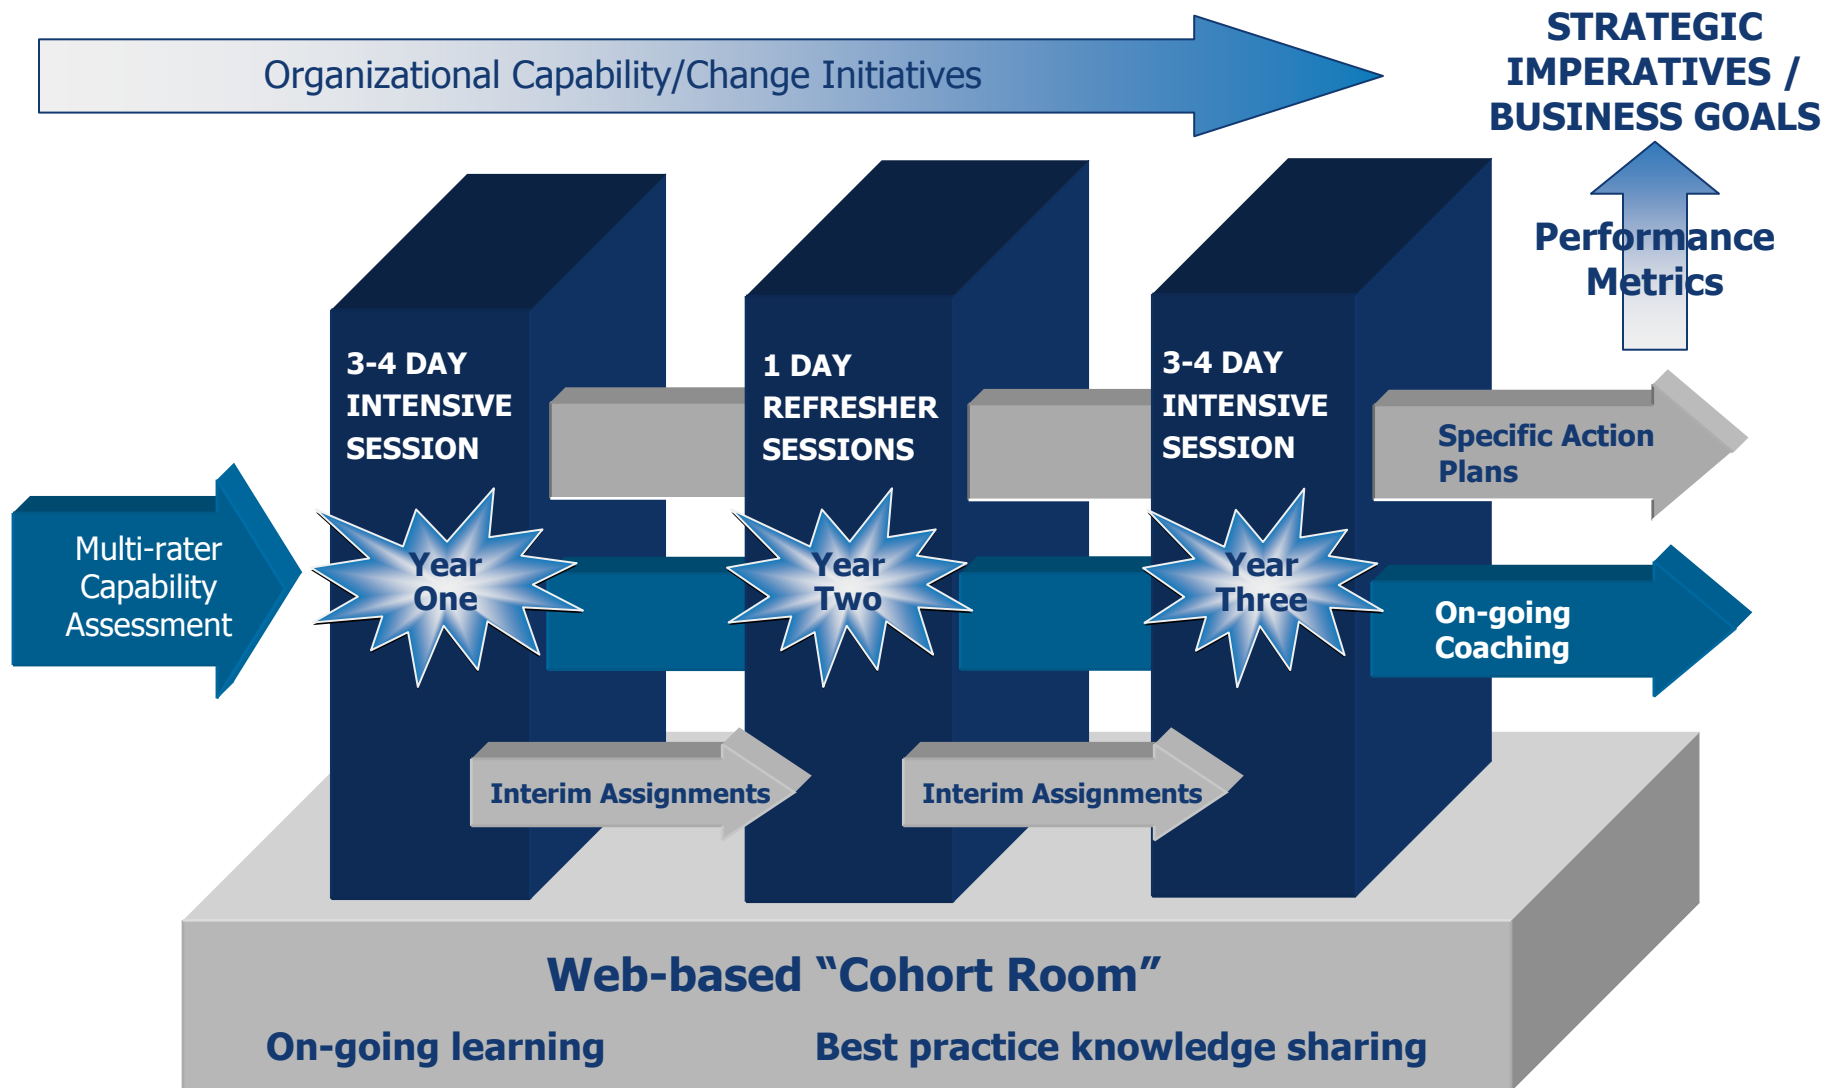 Organizational Capability/Change Initiatives
STRATEGIC
IMPERATIVES /
BUSINESS GOALS
Performance
Metrics
3-4 DAY
INTENSIVE
SESSION
1 DAY
REFRESHER
SESSIONS
3-4 DAY
INTENSIVE
SESSION
Specific Action
Plans
Multi-rater
Capability
Assessment
Year
One
Year
Two
Year
Three
On-going
Coaching
Interim Assignments
Interim Assignments
Web-based “Cohort Room”
On-going learning
Best practice knowledge sharing